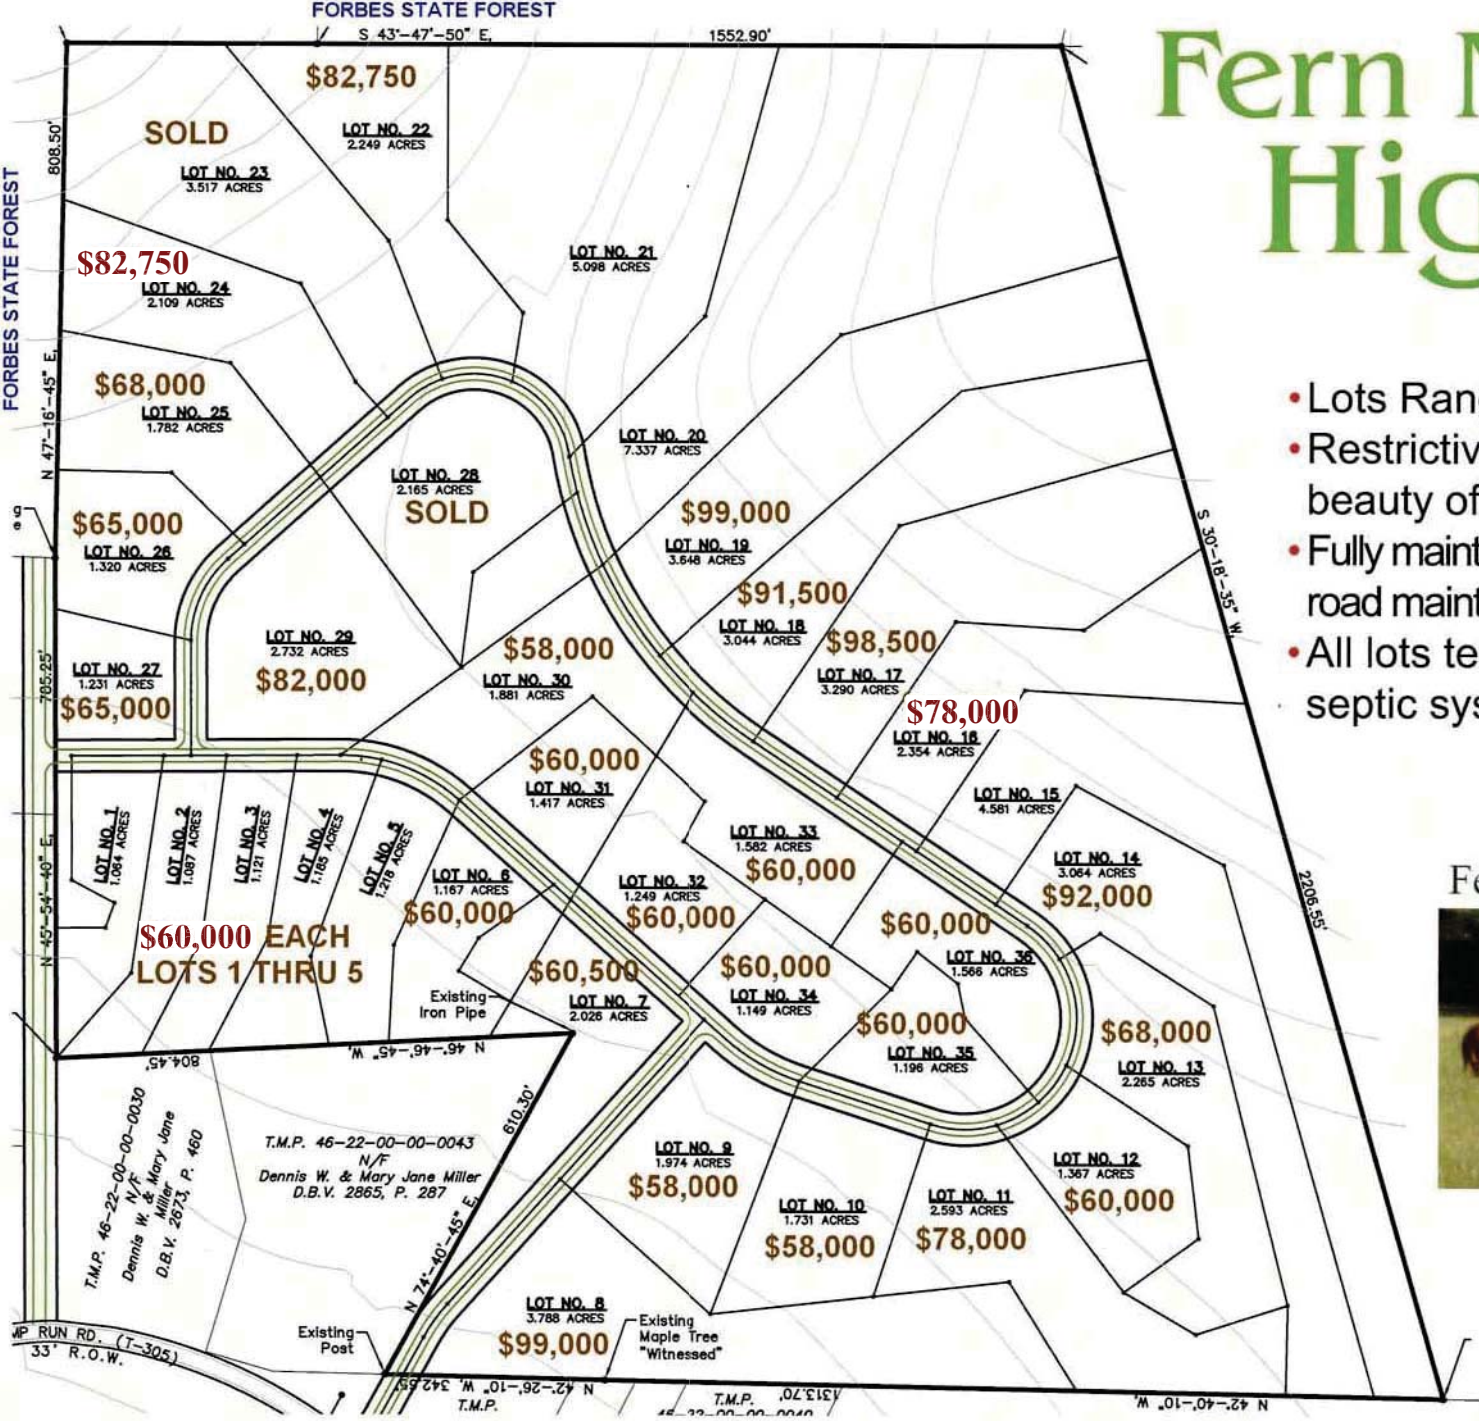 FORBES STATE FOREST
S 43°-47'-50" E,
1552.90'
Fern
Hig
$82,750
LOT NO. 22
2.249 ACRES
SOLD
LOT NO. 23
3.517 ACRES
808.50'
FORBES STATE FOREST
$82,750
LOT NO. 24
2.109 ACRES
LOT NO. 21
5.098 ACRES
N 47°-16'-45" E,
$68,000
LOT NO. 25
1.782 ACRES
LOT NO. 20
7.337 ACRES
LOT NO. 28
2.165 ACRES
SOLD
$65,000
LOT NO. 26
1.320 ACRES
g
e
$99,000
LOT NO. 19
3.648 ACRES
$91,500
LOT NO. 18
3.044 ACRES
$98,500
LOT NO. 17
3.290 ACRES
$78,000
LOT NO. 16
2.354 ACRES
S 30°-18'-35" W,
•Lots Ran
•Restrictiv
beauty of
•Fully maint
road maint
•All lots te
septic sys
LOT NO. 29
2.732 ACRES
$82,000
$58,000
LOT NO. 30
1.881 ACRES
LOT NO. 27
1.231 ACRES
$65,000
785.25'
$60,000
LOT NO. 31
1.417 ACRES
LOT NO. 15
4.581 ACRES
LOT NO. 33
1.582 ACRES
$60,000
LOT NO. 14
3.064 ACRES
$92,000
2206.55'
Fe
LOT NO. 1
1.064 ACRES
LOT NO. 2
1.087 ACRES
LOT NO. 3
1.121 ACRES
LOT NO. 4
1.165 ACRES
LOT NO. 5
1.218 ACRES
LOT NO. 6
1.167 ACRES
$60,000
LOT NO. 32
1.249 ACRES
$60,000
$60,000
LOT NO. 36
1.566 ACRES
N 45°-54'-40" E,
$60,000 EACH
LOTS 1 THRU 5
$60,500
LOT NO. 7
2.026 ACRES
Existing
Iron Pipe
$60,000
LOT NO. 34
1.149 ACRES
$60,000
LOT NO. 35
1.196 ACRES
$68,000
LOT NO. 13
2.265 ACRES
804.45'
N 46°-46'-45" W,
610.30'
N 74°-40'-45" E,
T.M.P. 46-22-00-00-0030
N/F
Dennis W. & Mary Jane
Miller
D.B.V. 2673, P. 460
T.M.P. 46-22-00-00-0043
N/F
Dennis W. & Mary Jane Miller
D.B.V. 2865, P. 287
LOT NO. 9
1.974 ACRES
$58,000
LOT NO. 10
1.731 ACRES
$58,000
LOT NO. 11
2.593 ACRES
$78,000
LOT NO. 12
1.367 ACRES
$60,000
LOT NO. 8
3.788 ACRES
$99,000
Existing
Maple Tree
"Witnessed"
Existing
Post
MP RUN RD. (T-305)
33' R.O.W.
N 42°-26'-10" W, 342.65'
T.M.P.
1313.70'
T.M.P.
46-22-00-00-0040
N 42°-40'-10" W,